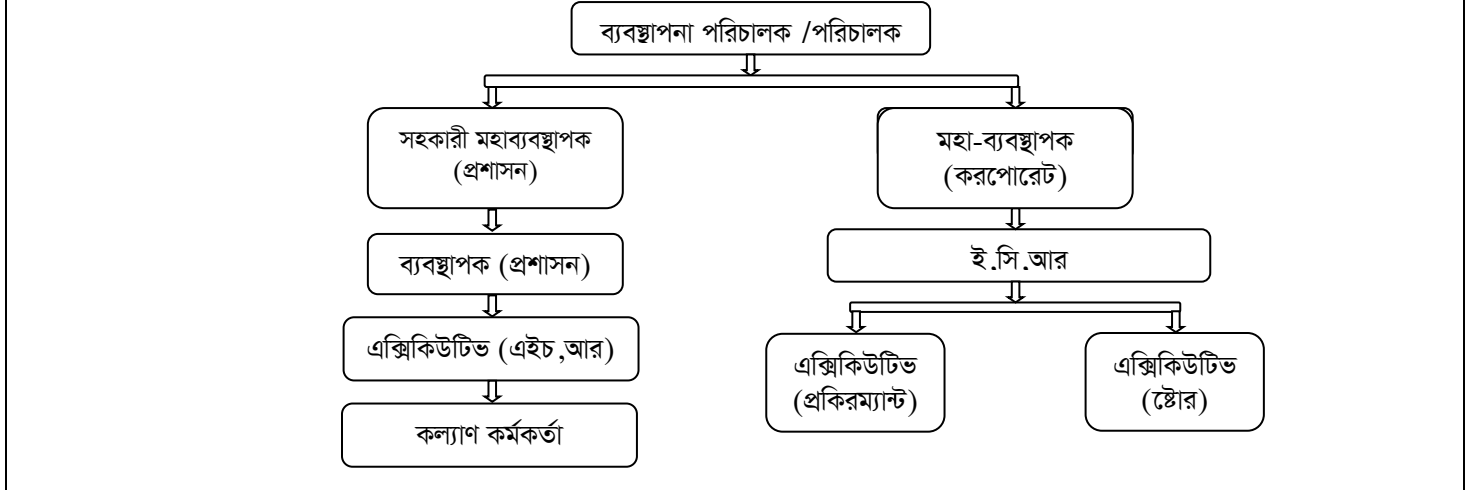 ব্যবস্থাপনা পরিচালক /পরিচালক
সহকারী মহাব্যবস্থাপক
(প্রশাসন)
ব্যবস্থাপক (প্রশাসন)
এক্সিকিউটিভ (এইচ,আর)
কল্যাণ কর্মকর্তা
মহা-ব্যবস্থাপক
(করপোরেট)
ই.সি.আর
এক্সিকিউটিভ
(প্রকিরম্যান্ট)
এক্সিকিউটিভ
(ষ্টোর)